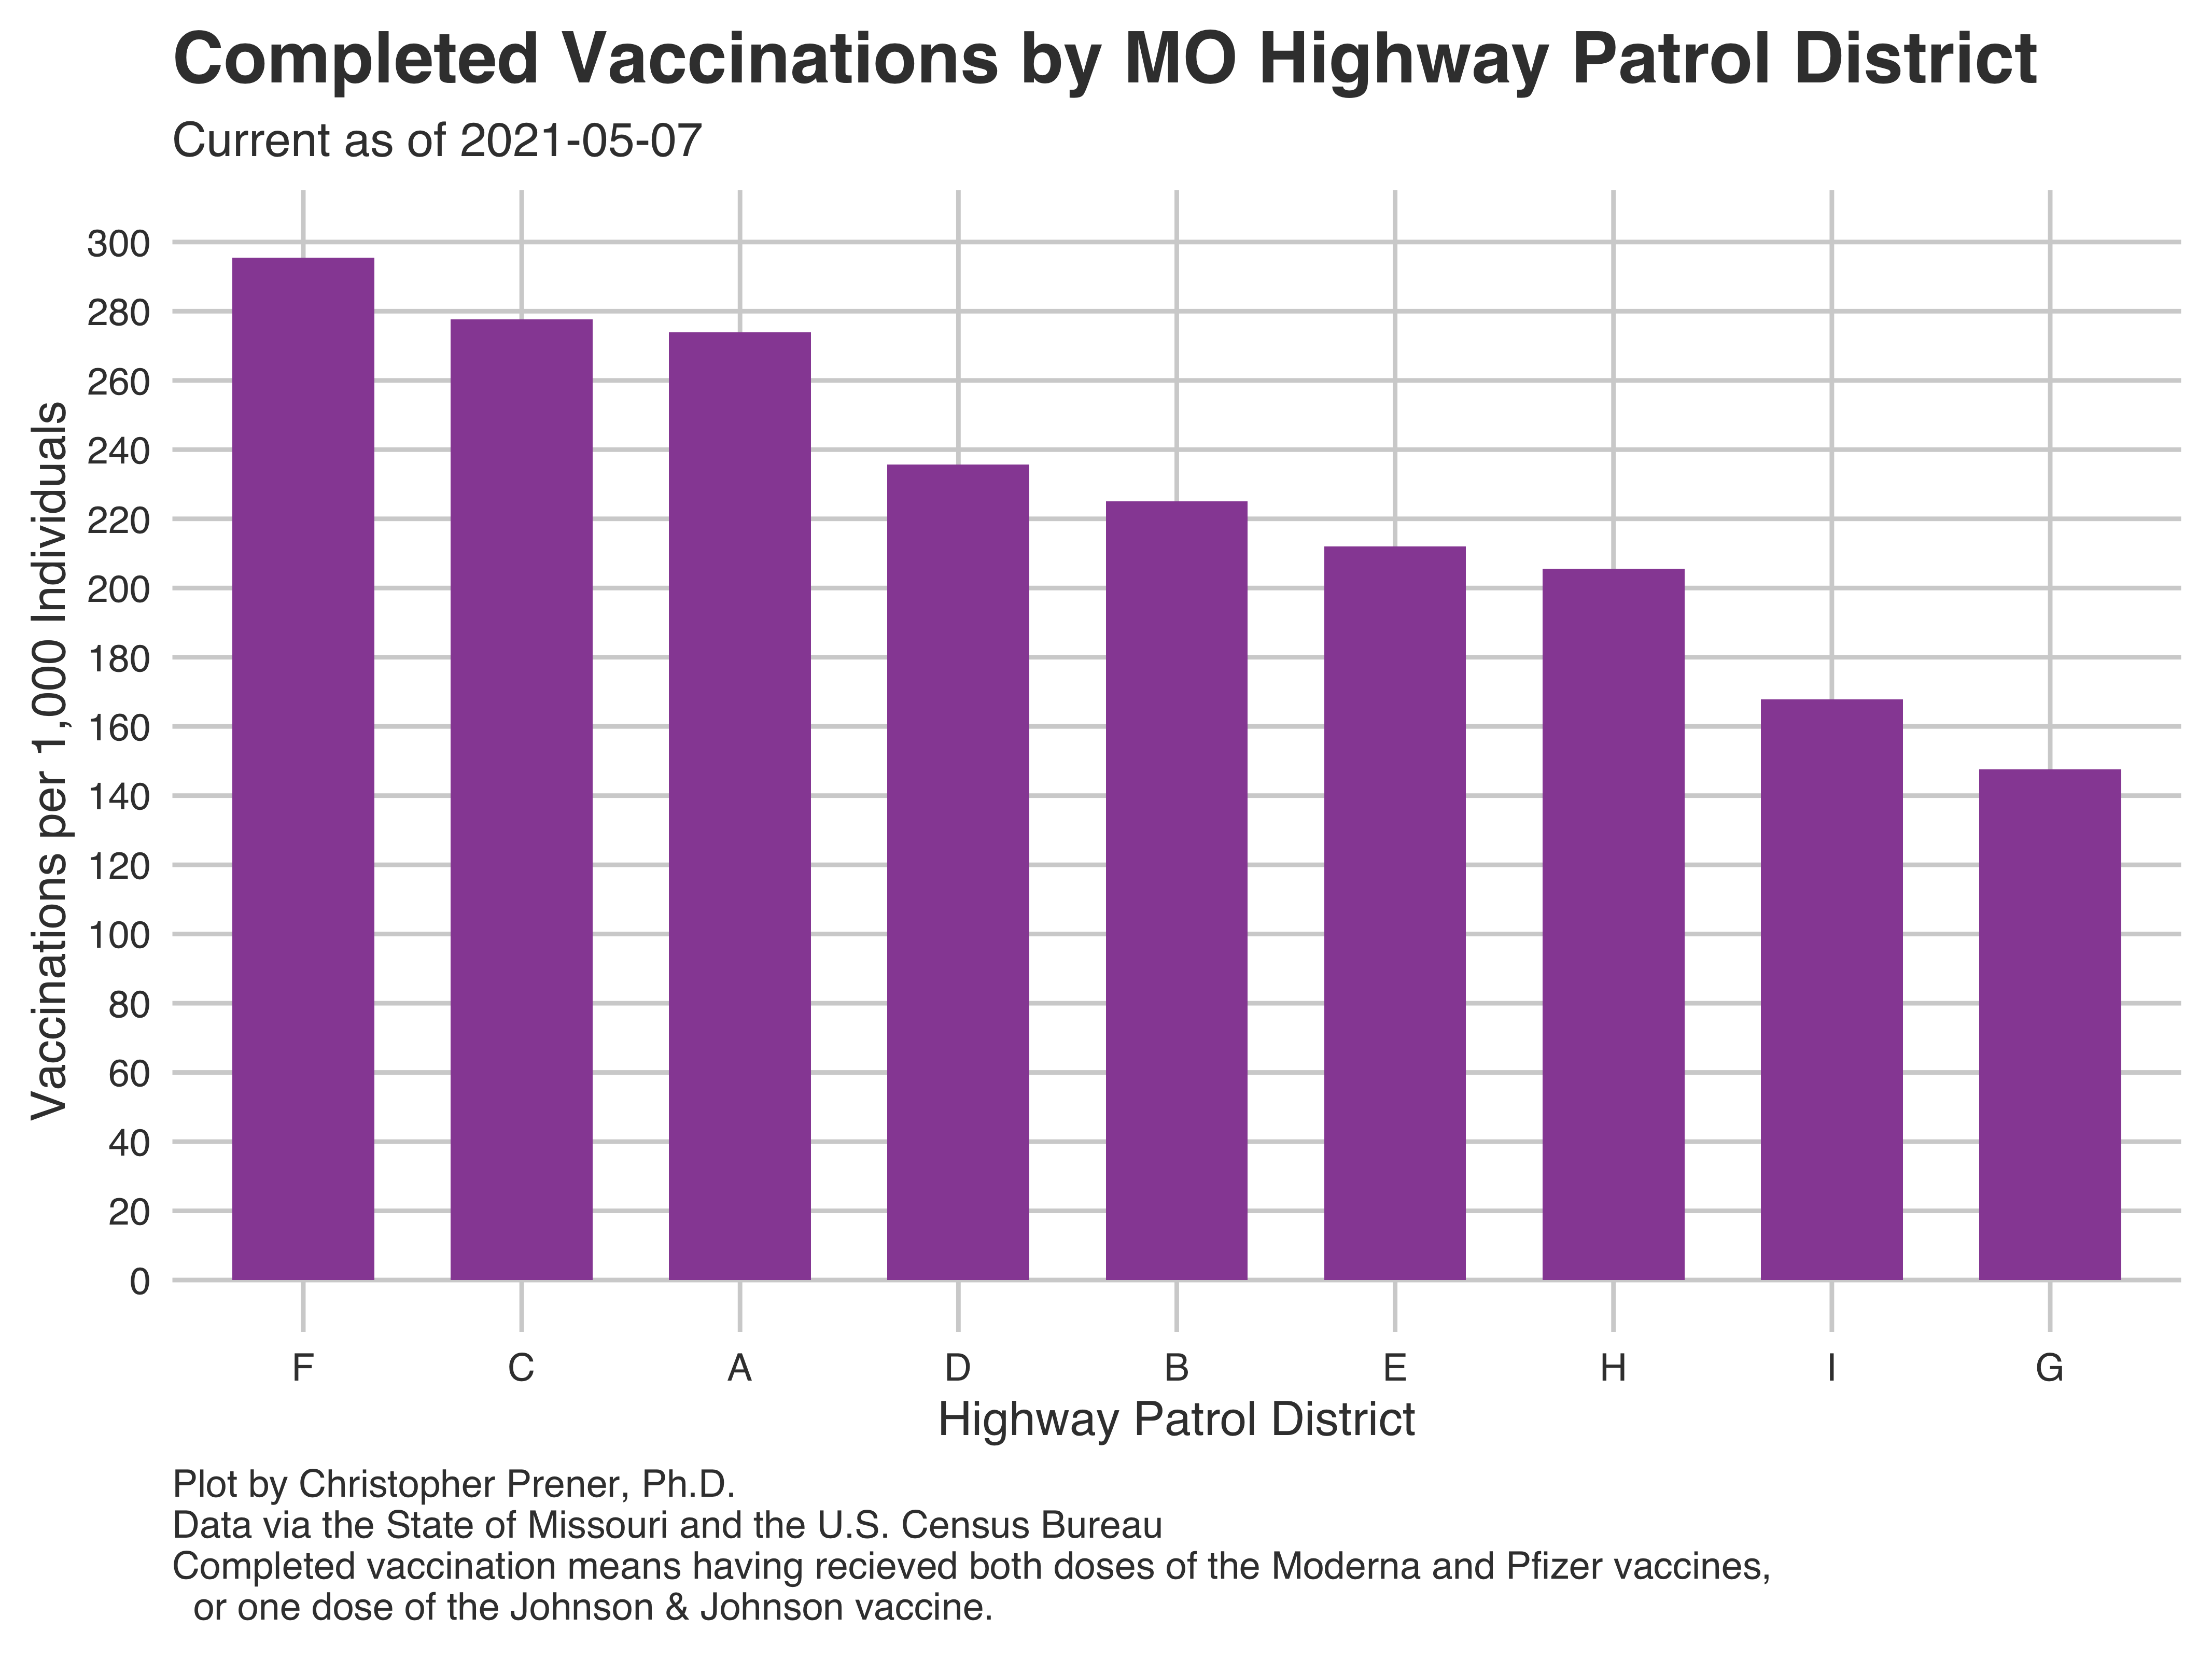 Completed Vaccinations by MO Highway Patrol District
Current as of 2021-05-07
Vaccinations per 1,000 Individuals
300
280
260
240
220
200
180
160
140
120
100
80
60
40
20
0
F C A D B E H I G
Highway Patrol District
Plot by Christopher Prener, Ph.D.
Data via the State of Missouri and the U.S. Census Bureau
Completed vaccination means having recieved both doses of the Moderna and Pfizer vaccines,
or one dose of the Johnson & Johnson vaccine.